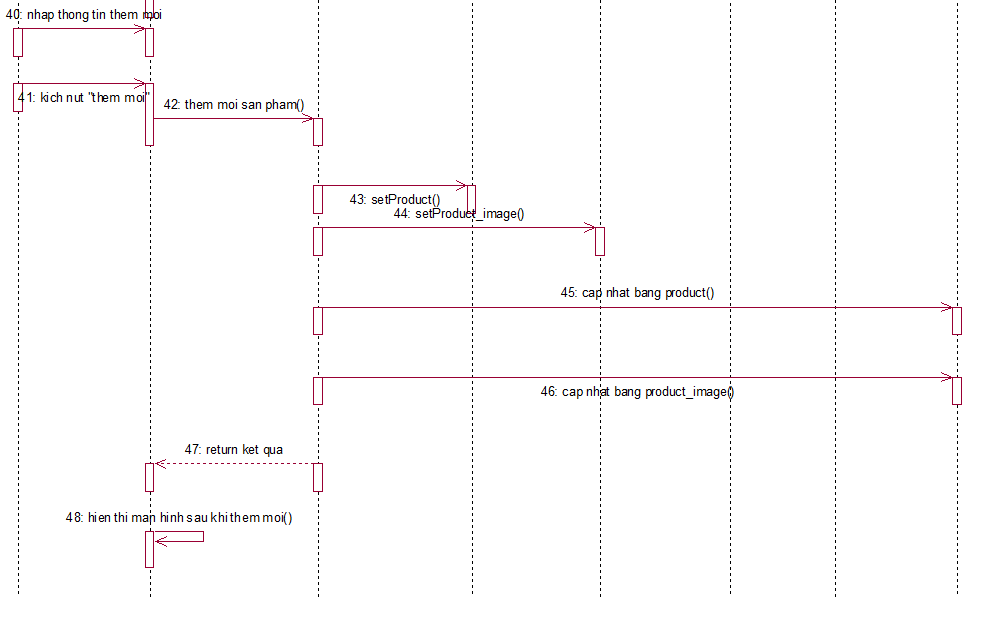 40: nhap thong tin them moi
41: kich nut "them moi"
42: them moi san pham()
43: setProduct()
44: setProduct_image()
45: cap nhat bang product()
46: cap nhat bang product_image()
47: return ket qua
48: hien thi man hinh sau khi them moi()